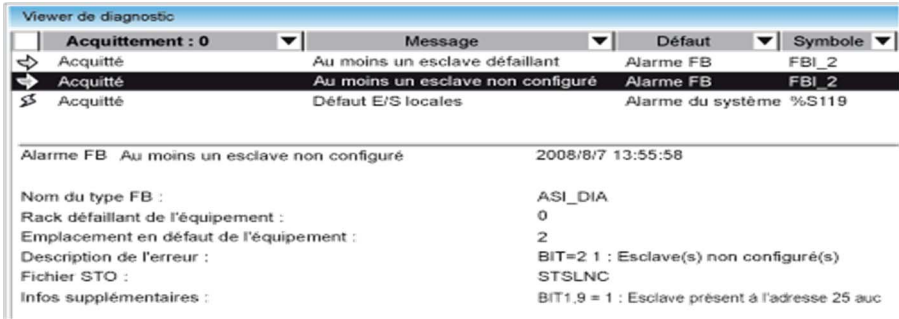 Viewer de diagnostic
Acquittement : 0 Message Défaut Symbole
Acquitté Au moins un esclave défaillant Alarme FB FBI_2
Acquitté Au moins un esclave non configuré Alarme FB FBI_2
Acquitté Défaut E/S locales Alarme du système %S119
Alarme FB Au moins un esclave non configuré 2008/8/7 13:55:58
Nom du type FB : ASI_DIA
Rack défaillant de l'équipement : 0
Emplacement en défaut de l'équipement : 2
Description de l'erreur : BIT=2 1 : Esclave(s) non configuré(s)
Fichier STO : STSLNC
Infos supplémentaires : BIT1,9 = 1 : Esclave présent à l'adresse 25 auc